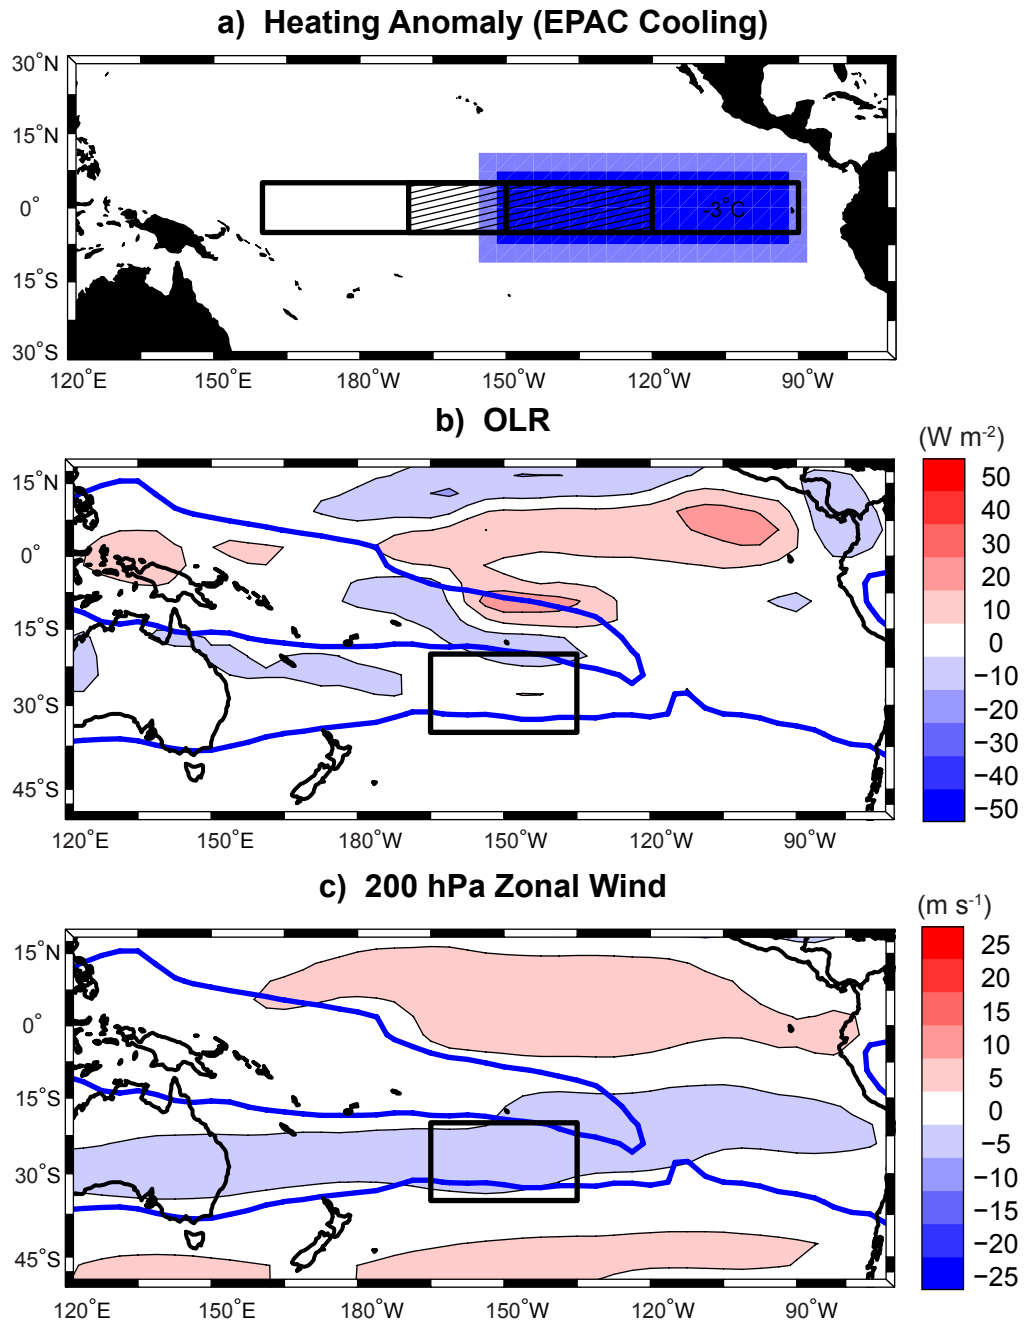 a) Heating Anomaly (EPAC Cooling)
30°N
15°N
0°
15°S
30°S
-3°C
120°E 150°E 180°W 150°W 120°W 90°W
b) OLR
(W m-2)
15°N
0°
15°S
30°S
45°S
50
40
30
20
10
0
−10
−20
−30
−40
−50
120°E 150°E 180°W 150°W 120°W 90°W
c) 200 hPa Zonal Wind
(m s-1)
15°N
0°
15°S
30°S
45°S
25
20
15
10
5
0
−5
−10
−15
−20
−25
120°E 150°E 180°W 150°W 120°W 90°W